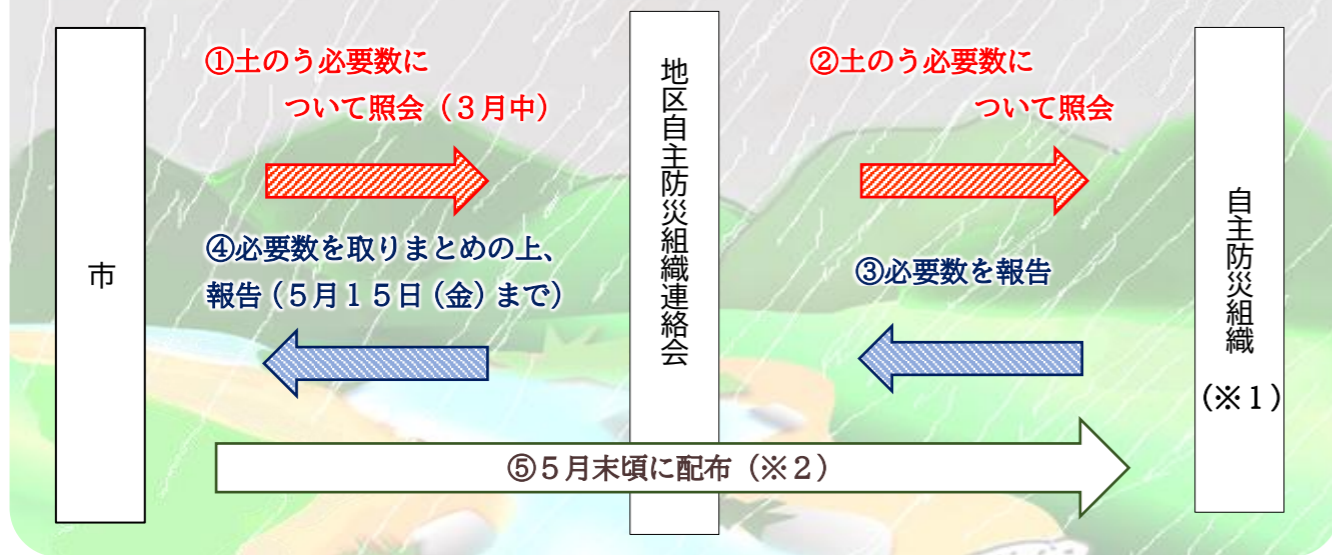 市
①土のう必要数に
ついて照会（３月中）
④必要数を取りまとめの上、
報告（５月１５日（金）まで）
地区自主防災組織連絡会
②土のう必要数に
ついて照会
③必要数を報告
自主防災組織
（※１）
⑤５月末頃に配布（※２）